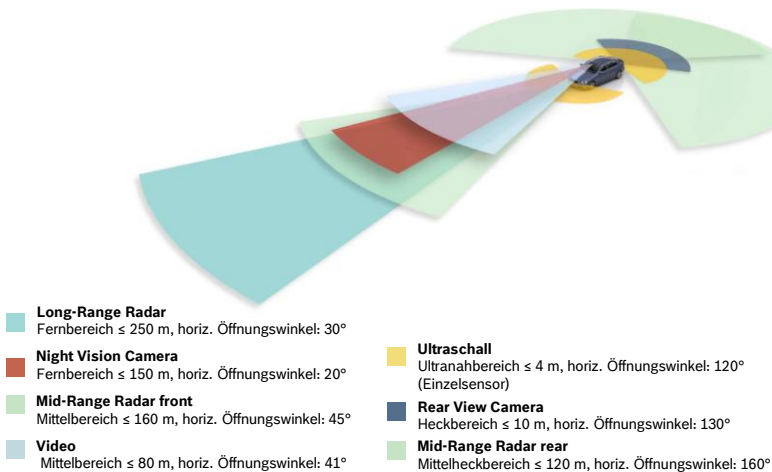 Long-Range Radar
Fernbereich ≤ 250 m, horiz. Öffnungswinkel: 30°
Night Vision Camera
Fernbereich ≤ 150 m, horiz. Öffnungswinkel: 20°
Mid-Range Radar front
Mittelbereich ≤ 160 m, horiz. Öffnungswinkel: 45°
Video
Mittelbereich ≤ 80 m, horiz. Öffnungswinkel: 41°
Ultraschall
Ultranahbereich ≤ 4 m, horiz. Öffnungswinkel: 120°
(Einzelsensor)
Rear View Camera
Heckbereich ≤ 10 m, horiz. Öffnungswinkel: 130°
Mid-Range Radar rear
Mittelheckbereich ≤ 120 m, horiz. Öffnungswinkel: 160°